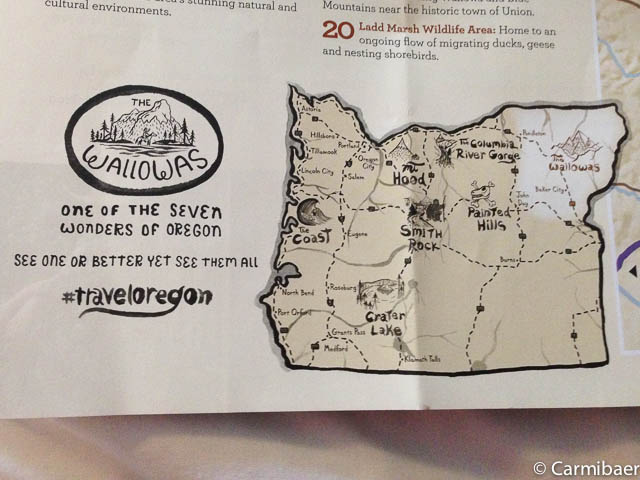 area's stunning natural and
cultural environments.
Mountains near the historic town of Union.
20 Ladd Marsh Wildlife Area: Home to an
ongoing flow of migrating ducks, geese
and nesting shorebirds.
THE
WALLOWAS
ONE OF THE SEVEN
WONDERS OF OREGON
SEE ONE OR BETTER YET SEE THEM ALL
#traveloregon
Astoria
Hillsboro
Portland
Tillamook
Oregon
City
Lincoln City
Salem
mt
Hood
The Columbia
River Gorge
Pendleton
The
Wallowas
Baker City
John
Day
Painted
Hills
The
Coast
Eugene
Smith
Rock
Burns
North Bend
Roseburg
Crater
Lake
Port Orford
Grants Pass
Medford
Klamath Falls
© Carmibaer